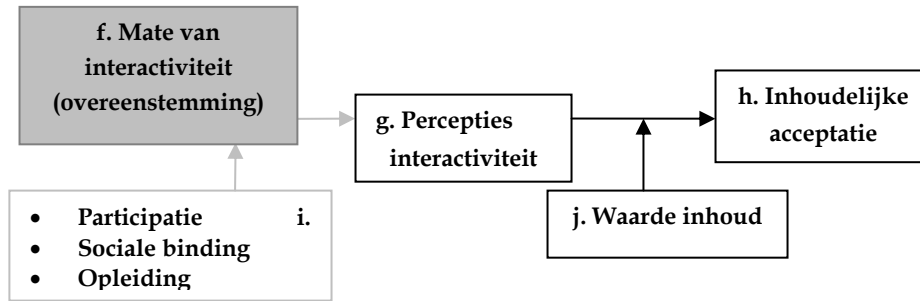 f. Mate van
interactiviteit
(overeenstemming)
g. Percepties
interactiviteit
h. Inhoudelijke
acceptatie
• Participatie i.
• Sociale binding
• Opleiding
j. Waarde inhoud